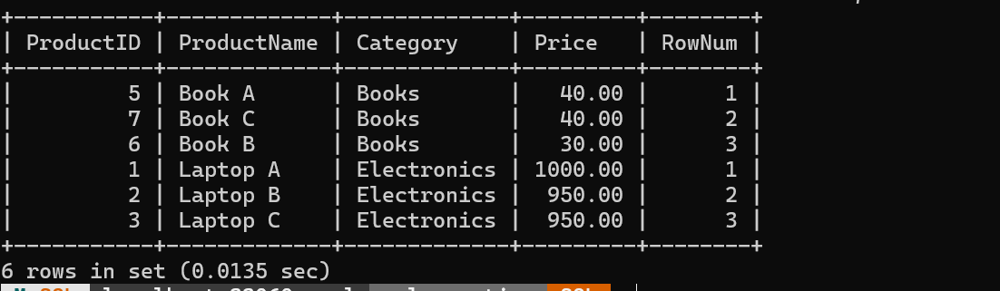 +-----------+-------------+-------------+---------+--------+
| ProductID | ProductName | Category    | Price   | RowNum |
+-----------+-------------+-------------+---------+--------+
|         5 | Book A      | Books       |   40.00 |      1 |
|         7 | Book C      | Books       |   40.00 |      2 |
|         6 | Book B      | Books       |   30.00 |      3 |
|         1 | Laptop A    | Electronics | 1000.00 |      1 |
|         2 | Laptop B    | Electronics |  950.00 |      2 |
|         3 | Laptop C    | Electronics |  950.00 |      3 |
+-----------+-------------+-------------+---------+--------+
6 rows in set (0.0135 sec)